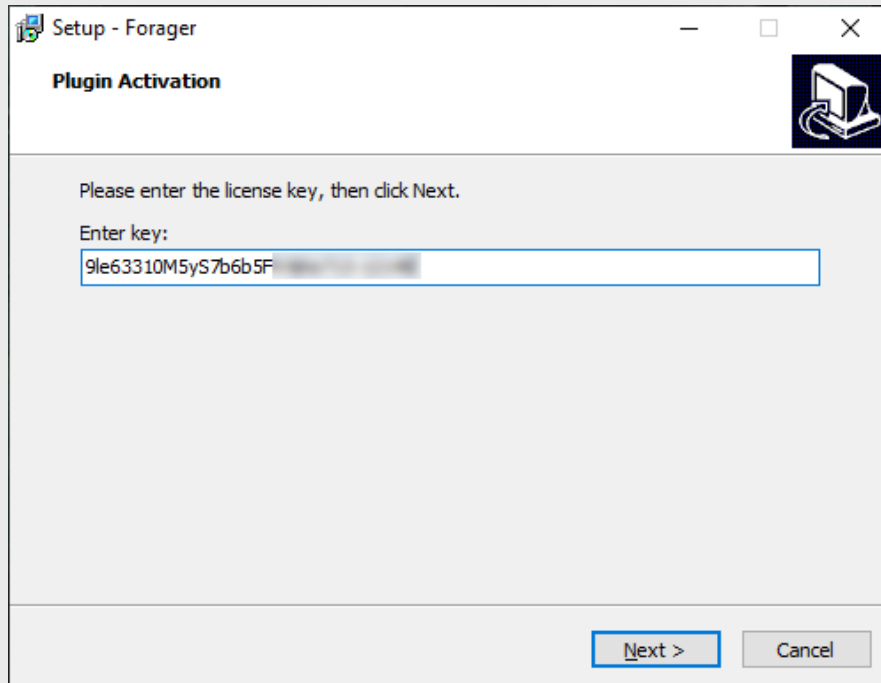 Setup - Forager
Plugin Activation
Please enter the license key, then click Next.
Enter key:
9le63310M5yS7b6b5F
Next >
Cancel